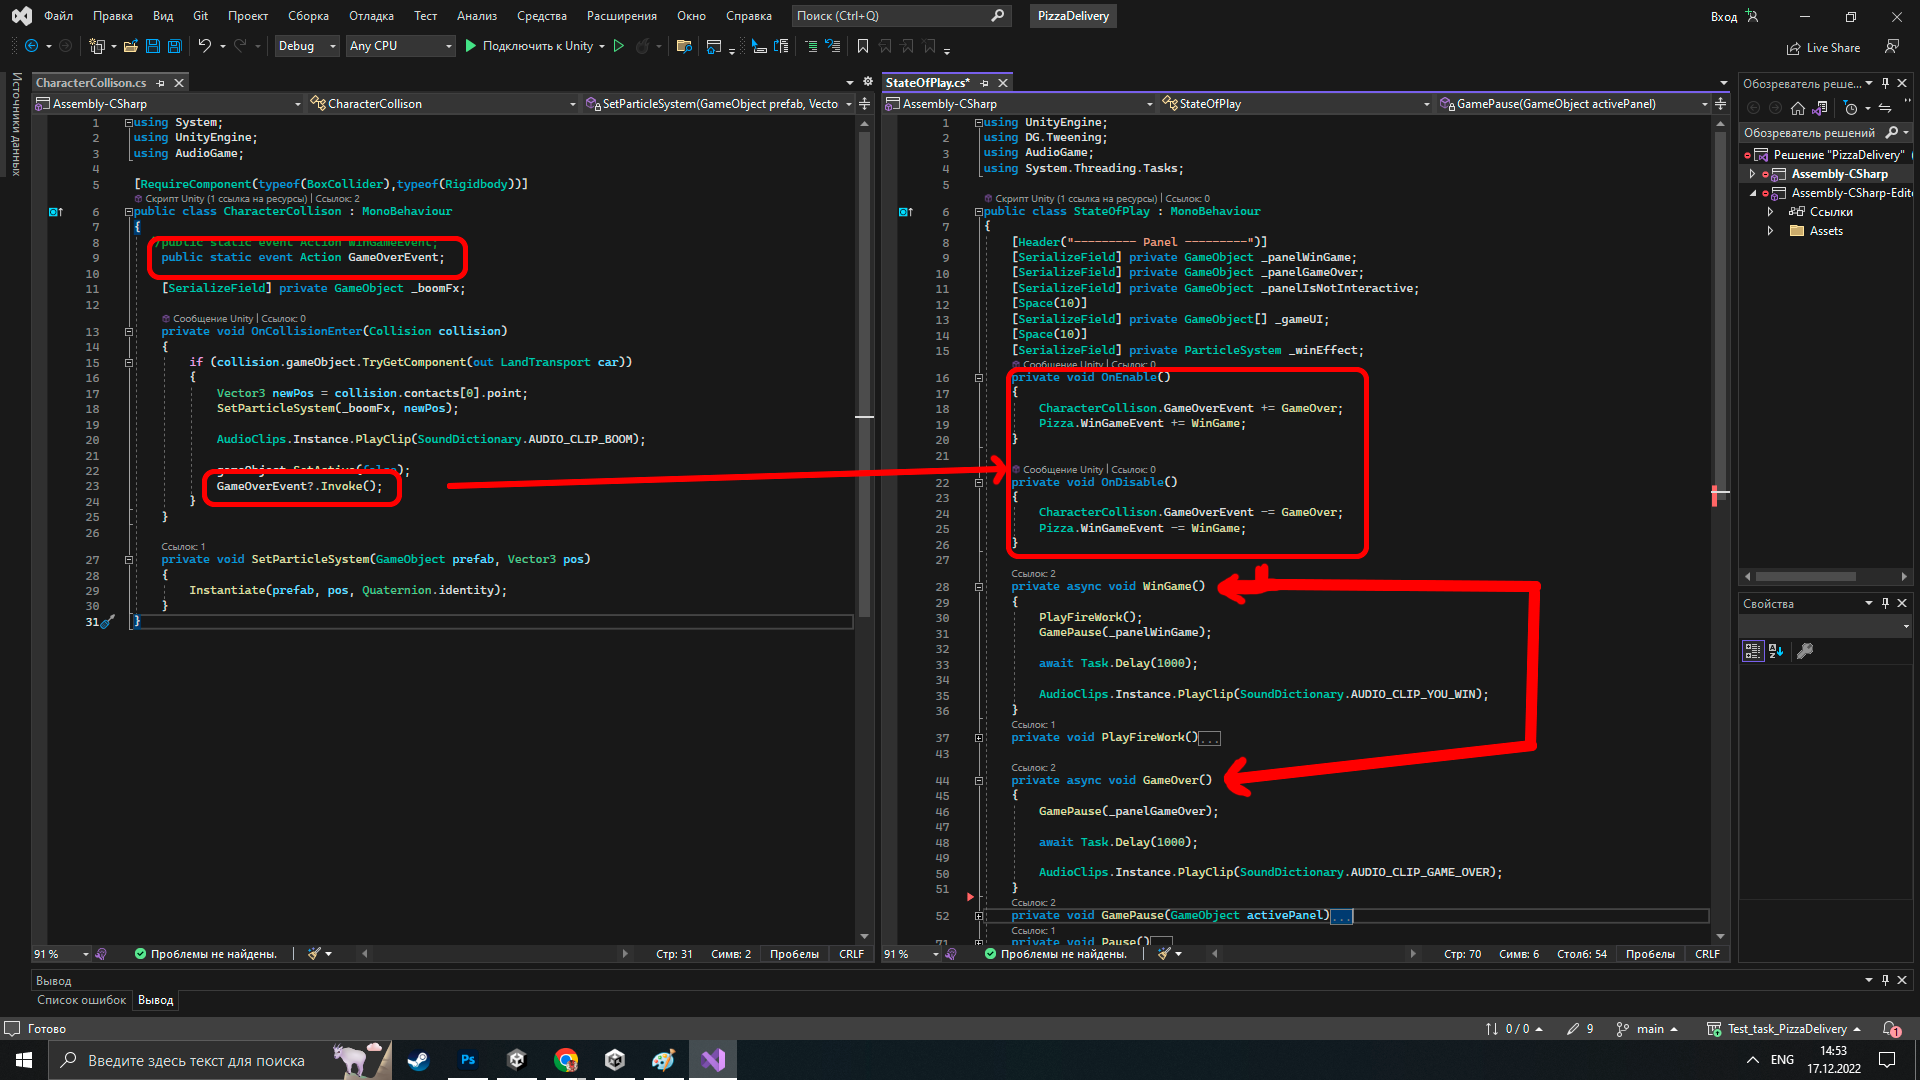 Файл Правка Вид Git Проект Сборка Отладка Тест Анализ Средства Расширения Окно Справка Поиск (Ctrl+Q) PizzaDelivery Вход
Debug Any CPU Подключить к Unity Live Share
Источники данных
CharacterCollison.cs
Assembly-CSharp CharacterCollison SetParticleSystem(GameObject prefab, Vecto
1 using System;
2 using UnityEngine;
3 using AudioGame;
4
5 [RequireComponent(typeof(BoxCollider),typeof(Rigidbody))]
Скрипт Unity (1 ссылка на ресурсы) | Ссылок: 2
6 public class CharacterCollison : MonoBehaviour
7 {
8 //public static event Action WinGameEvent;
9 public static event Action GameOverEvent;
10
11 [SerializeField] private GameObject _boomFx;
12
Сообщение Unity | Ссылок: 0
13 private void OnCollisionEnter(Collision collision)
14 {
15 if (collision.gameObject.TryGetComponent(out LandTransport car))
16 {
17 Vector3 newPos = collision.contacts[0].point;
18 SetParticleSystem(_boomFx, newPos);
19
20 AudioClips.Instance.PlayClip(SoundDictionary.AUDIO_CLIP_BOOM);
21
22 gameObject.SetActive(false);
23 GameOverEvent?.Invoke();
24 }
25 }
26
Ссылок: 1
27 private void SetParticleSystem(GameObject prefab, Vector3 pos)
28 {
29 Instantiate(prefab, pos, Quaternion.identity);
30 }
31 }
91 % Проблемы не найдены. Стр: 31 Симв: 2 Пробелы CRLF
StateOfPlay.cs*
Assembly-CSharp StateOfPlay GamePause(GameObject activePanel)
1 using UnityEngine;
2 using DG.Tweening;
3 using AudioGame;
4 using System.Threading.Tasks;
5
Скрипт Unity (1 ссылка на ресурсы) | Ссылок: 0
6 public class StateOfPlay : MonoBehaviour
7 {
8 [Header("--------- Panel ---------")]
9 [SerializeField] private GameObject _panelWinGame;
10 [SerializeField] private GameObject _panelGameOver;
11 [SerializeField] private GameObject _panelIsNotInteractive;
12 [Space(10)]
13 [SerializeField] private GameObject[] _gameUI;
14 [Space(10)]
15 [SerializeField] private ParticleSystem _winEffect;
Сообщение Unity | Ссылок: 0
16 private void OnEnable()
17 {
18 CharacterCollison.GameOverEvent += GameOver;
19 Pizza.WinGameEvent += WinGame;
20 }
21
Сообщение Unity | Ссылок: 0
22 private void OnDisable()
23 {
24 CharacterCollison.GameOverEvent -= GameOver;
25 Pizza.WinGameEvent -= WinGame;
26 }
27
Ссылок: 2
28 private async void WinGame()
29 {
30 PlayFireWork();
31 GamePause(_panelWinGame);
32
33 await Task.Delay(1000);
34
35 AudioClips.Instance.PlayClip(SoundDictionary.AUDIO_CLIP_YOU_WIN);
36 }
Ссылок: 1
37 private void PlayFireWork()...
43
Ссылок: 2
44 private async void GameOver()
45 {
46 GamePause(_panelGameOver);
47
48 await Task.Delay(1000);
49
50 AudioClips.Instance.PlayClip(SoundDictionary.AUDIO_CLIP_GAME_OVER);
51 }
Ссылок: 2
52 private void GamePause(GameObject activePanel)...
Ссылок: 1
71 private void Pause()...
91 % Проблемы не найдены. Стр: 70 Симв: 6 Столб: 54 Пробелы CRLF
Обозреватель реше...
Обозреватель решений
Решение "PizzaDelivery" (
Assembly-CSharp
Assembly-CSharp-Edito
Ссылки
Assets
Свойства
Вывод
Список ошибок Вывод
Готово 0 / 0 9 main Test_task_PizzaDelivery 1
Введите здесь текст для поиска Ps ENG 14:53
17.12.2022